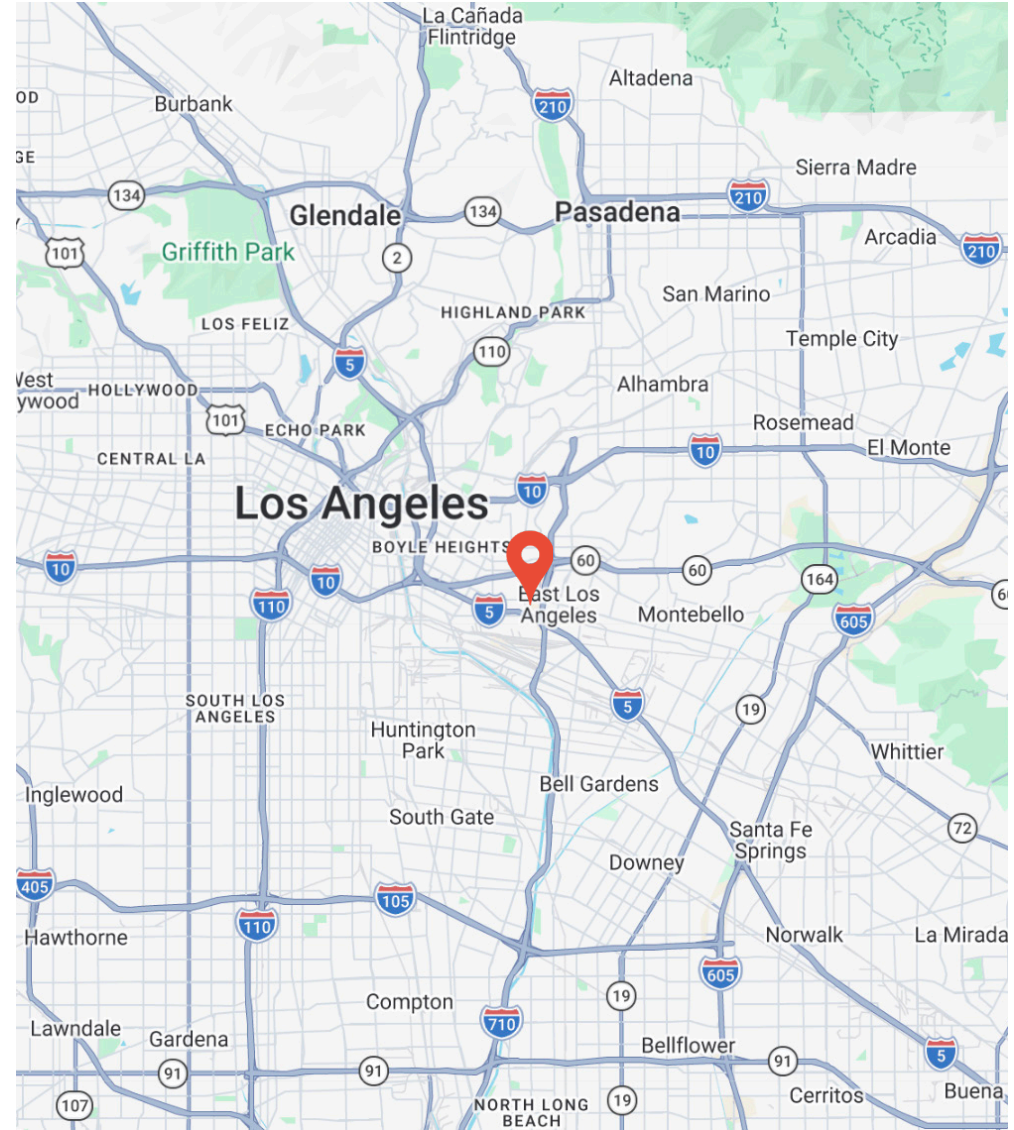 La Cañada
Flintridge
Altadena
210
OD
Burbank
GE
Sierra Madre
134
210
Glendale
134
Pasadena
Arcadia
101
Griffith Park
2
210
San Marino
HIGHLAND PARK
LOS FELIZ
Temple City
110
5
West
ywood
HOLLYWOOD
Alhambra
101
ECHO PARK
Rosemead
El Monte
CENTRAL LA
10
10
Los Angeles
BOYLE HEIGHTS
60
10
10
60
164
110
5
East Los
Angeles
Montebello
605
SOUTH LOS
ANGELES
5
19
Huntington
Park
Whittier
Bell Gardens
Inglewood
South Gate
72
Santa Fe
Springs
Downey
405
105
110
Hawthorne
Norwalk
La Mirada
605
19
Compton
710
Lawndale
Gardena
Bellflower
5
91
91
91
Cerritos
Buena
107
NORTH LONG
BEACH
19